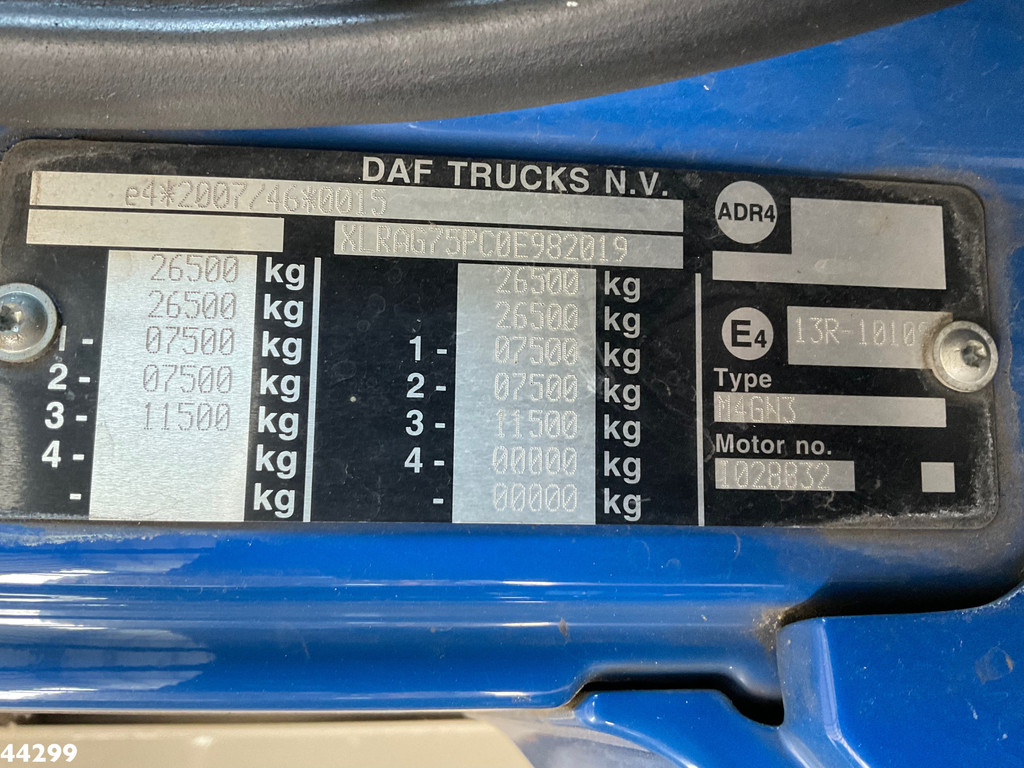 DAF TRUCKS N.V.
e4*2007/46*0015
XLRAG75PC0E982019
26500 kg
26500 kg
1 - 07500 kg
2 - 07500 kg
3 - 11500 kg
4 - kg
- kg
26500 kg
26500 kg
1 - 07500 kg
2 - 07500 kg
3 - 11500 kg
4 - 00000 kg
- 00000 kg
ADR4
E4
Type
M4GN3
Motor no.
44299